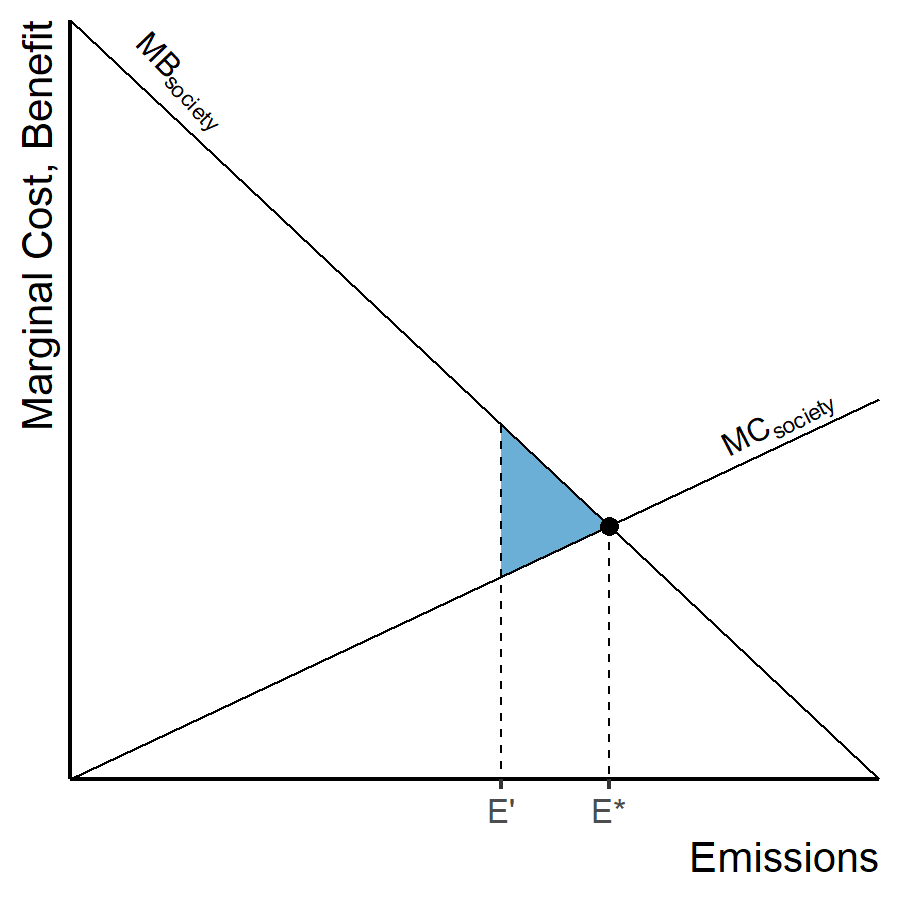 Marginal Cost, Benefit
MBsociety
MCsociety
E'
E*
Emissions